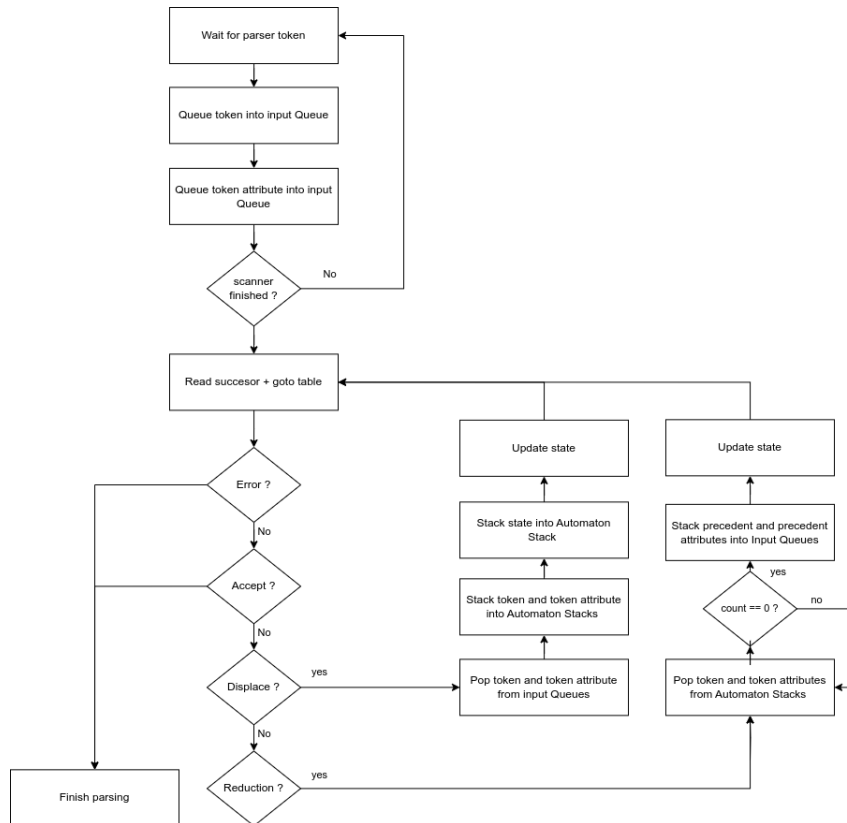 Wait for parser token
Queue token into input Queue
Queue token attribute into input
Queue
scanner
finished ?
No
Read succesor + goto table
Error ?
No
Accept ?
No
Displace ?
yes
No
Reduction ?
yes
Finish parsing
Update state
Stack state into Automaton
Stack
Stack token and token attribute
into Automaton Stacks
Pop token and token attribute
from input Queues
Update state
Stack precedent and precedent
attributes into Input Queues
yes
count == 0 ?
no
Pop token and token attributes
from Automaton Stacks